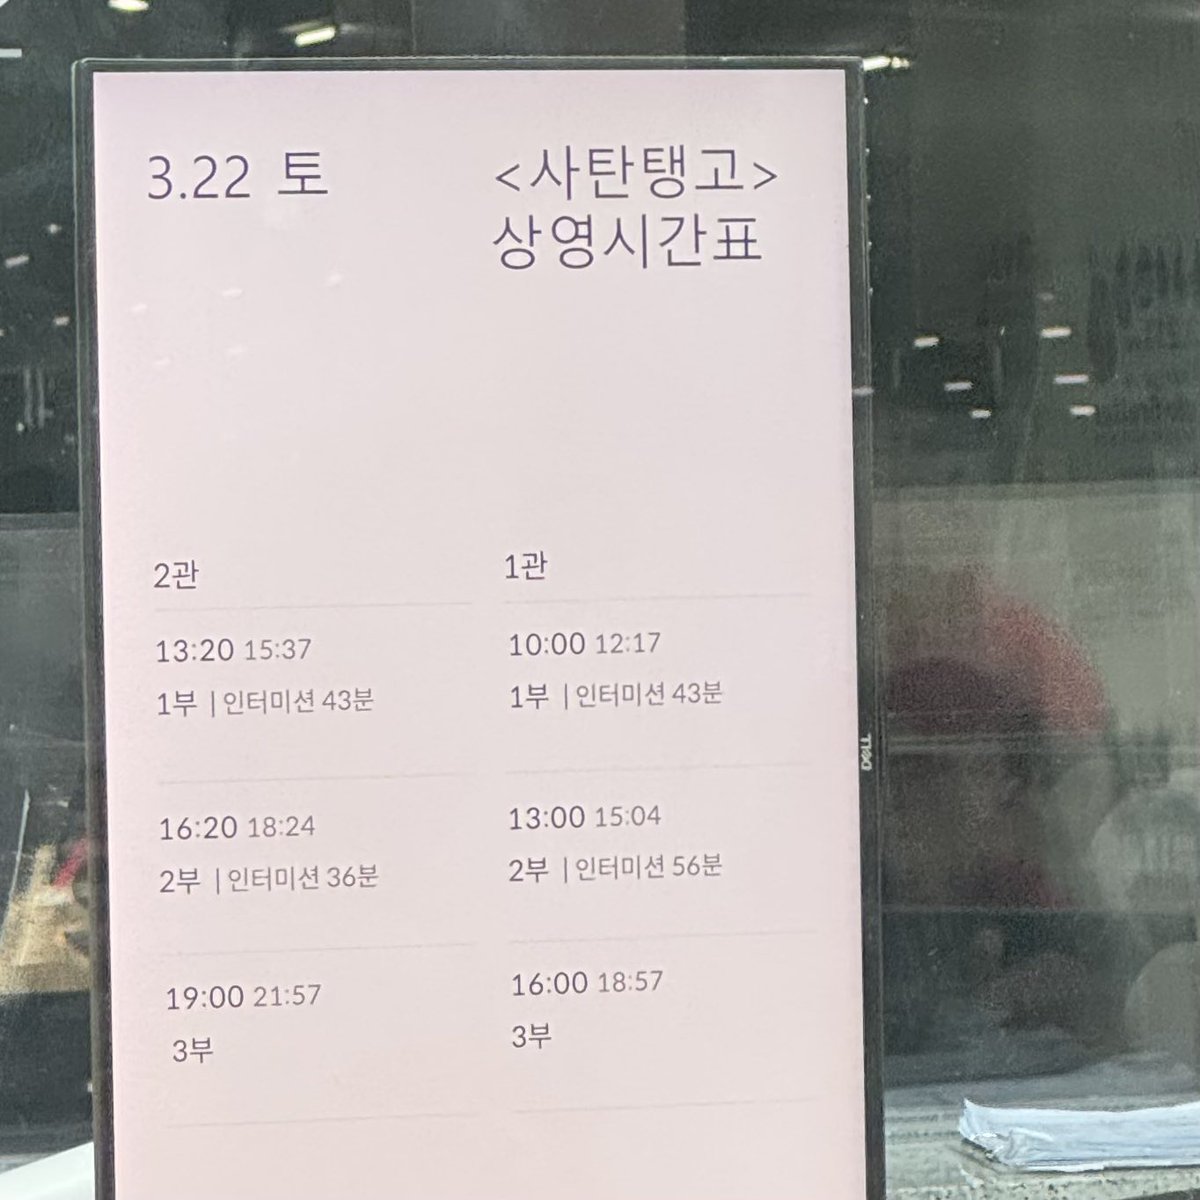 3.22 토
<사탄탱고>
상영시간표
2관
13:20 15:37
1부 | 인터미션 43분
16:20 18:24
2부 | 인터미션 36분
19:00 21:57
3부
1관
10:00 12:17
1부 | 인터미션 43분
13:00 15:04
2부 | 인터미션 56분
16:00 18:57
3부
DELL